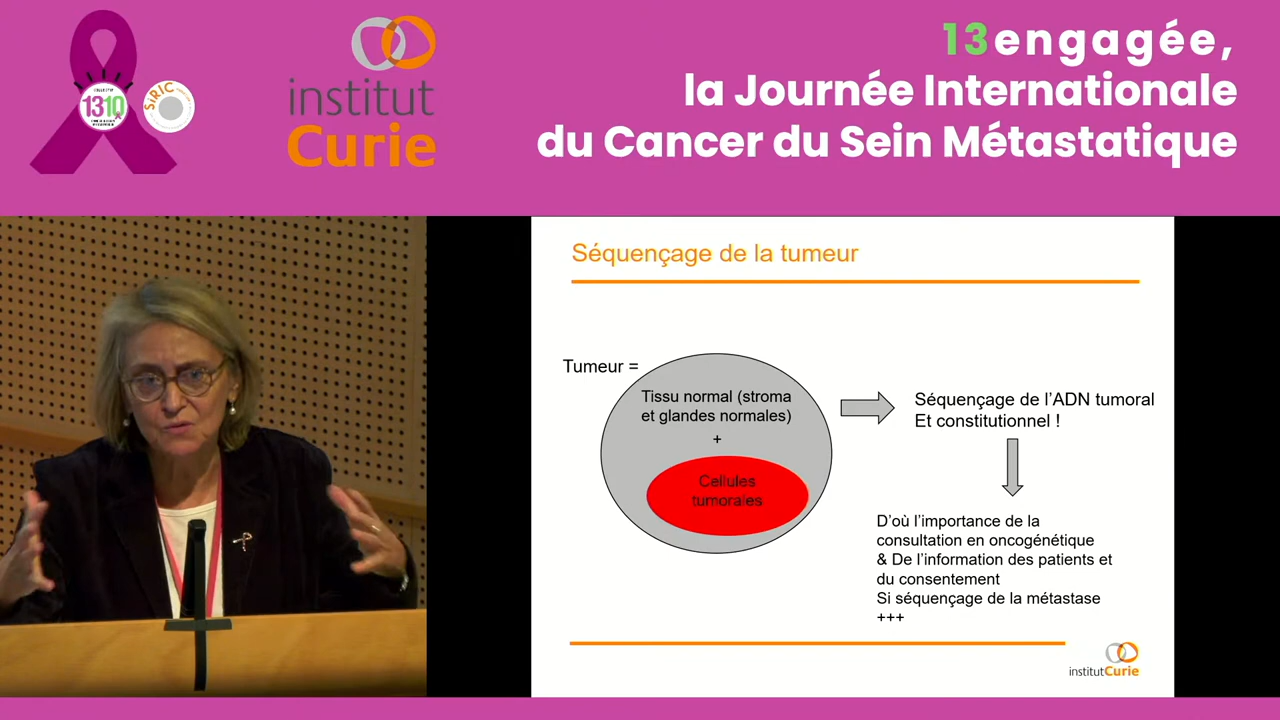 13engagée,
la Journée Internationale
du Cancer du Sein Métastatique
1310
SiRIC
institut
Curie
Séquençage de la tumeur
Tumeur =
Tissu normal (stroma
et glandes normales)
+
Cellules
tumorales
Séquençage de l'ADN tumoral
Et constitutionnel !
D'où l'importance de la
consultation en oncogénétique
& De l'information des patients et
du consentement
Si séquençage de la métastase
+++
institutCurie